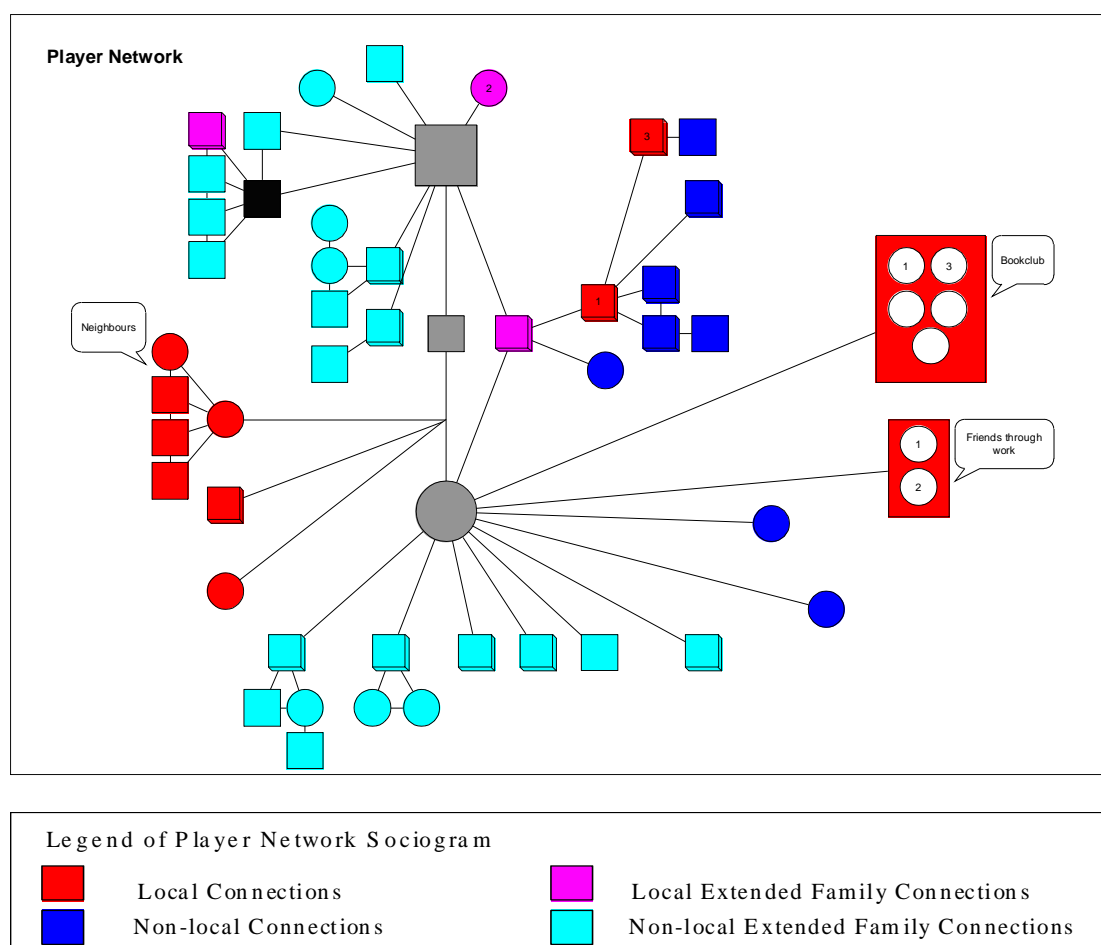 Player Network
2
3
1
Bookclub
1
3
Neighbours
Friends through
work
1
2
Legend of Player Network Sociogram
Local Connections
Local Extended Family Connections
Non-local Connections
Non-local Extended Family Connections